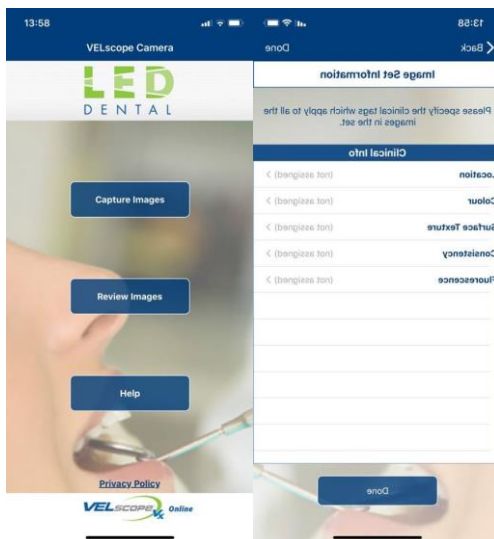 13:58
VELscope Camera
LED
DENTAL
Capture Images
Review Images
Help
Privacy Policy
VELscope Vx Online
13:58
Back
Done
Image Set Information
Please specify the clinical tags which apply to all the
images in the set.
Clinical Info
Location (not assigned)
Colour (not assigned)
Surface Texture (not assigned)
Consistency (not assigned)
Fluorescence (not assigned)
Done